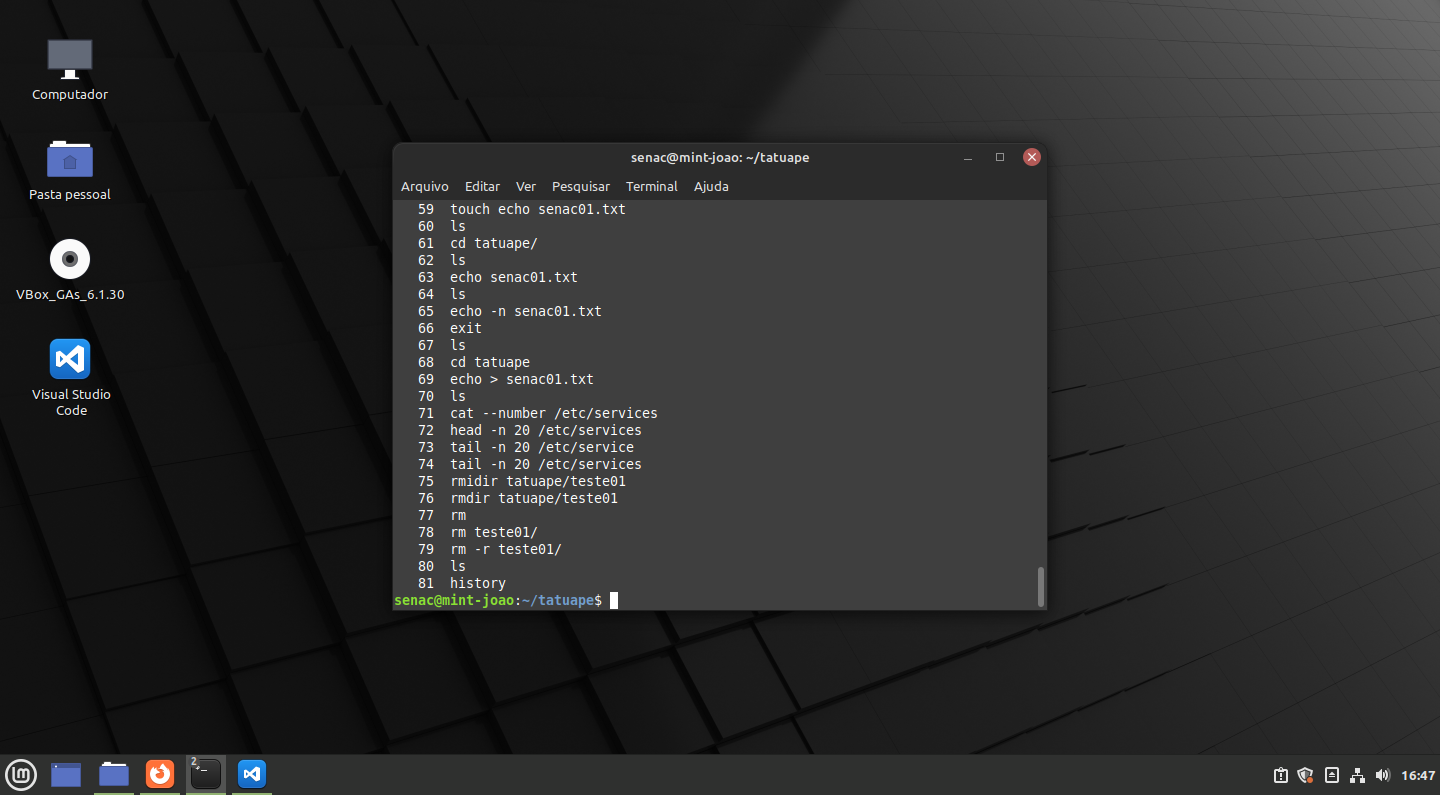 Computador
Pasta pessoal
VBox_GAs_6.1.30
Visual Studio
Code
senac@mint-joao: ~/tatuape
Arquivo Editar Ver Pesquisar Terminal Ajuda
59 touch echo senac01.txt
60 ls
61 cd tatuape/
62 ls
63 echo senac01.txt
64 ls
65 echo -n senac01.txt
66 exit
67 ls
68 cd tatuape
69 echo > senac01.txt
70 ls
71 cat --number /etc/services
72 head -n 20 /etc/services
73 tail -n 20 /etc/service
74 tail -n 20 /etc/services
75 rmidir tatuape/teste01
76 rmdir tatuape/teste01
77 rm
78 rm teste01/
79 rm -r teste01/
80 ls
81 history
senac@mint-joao:~/tatuape$
2
16:47